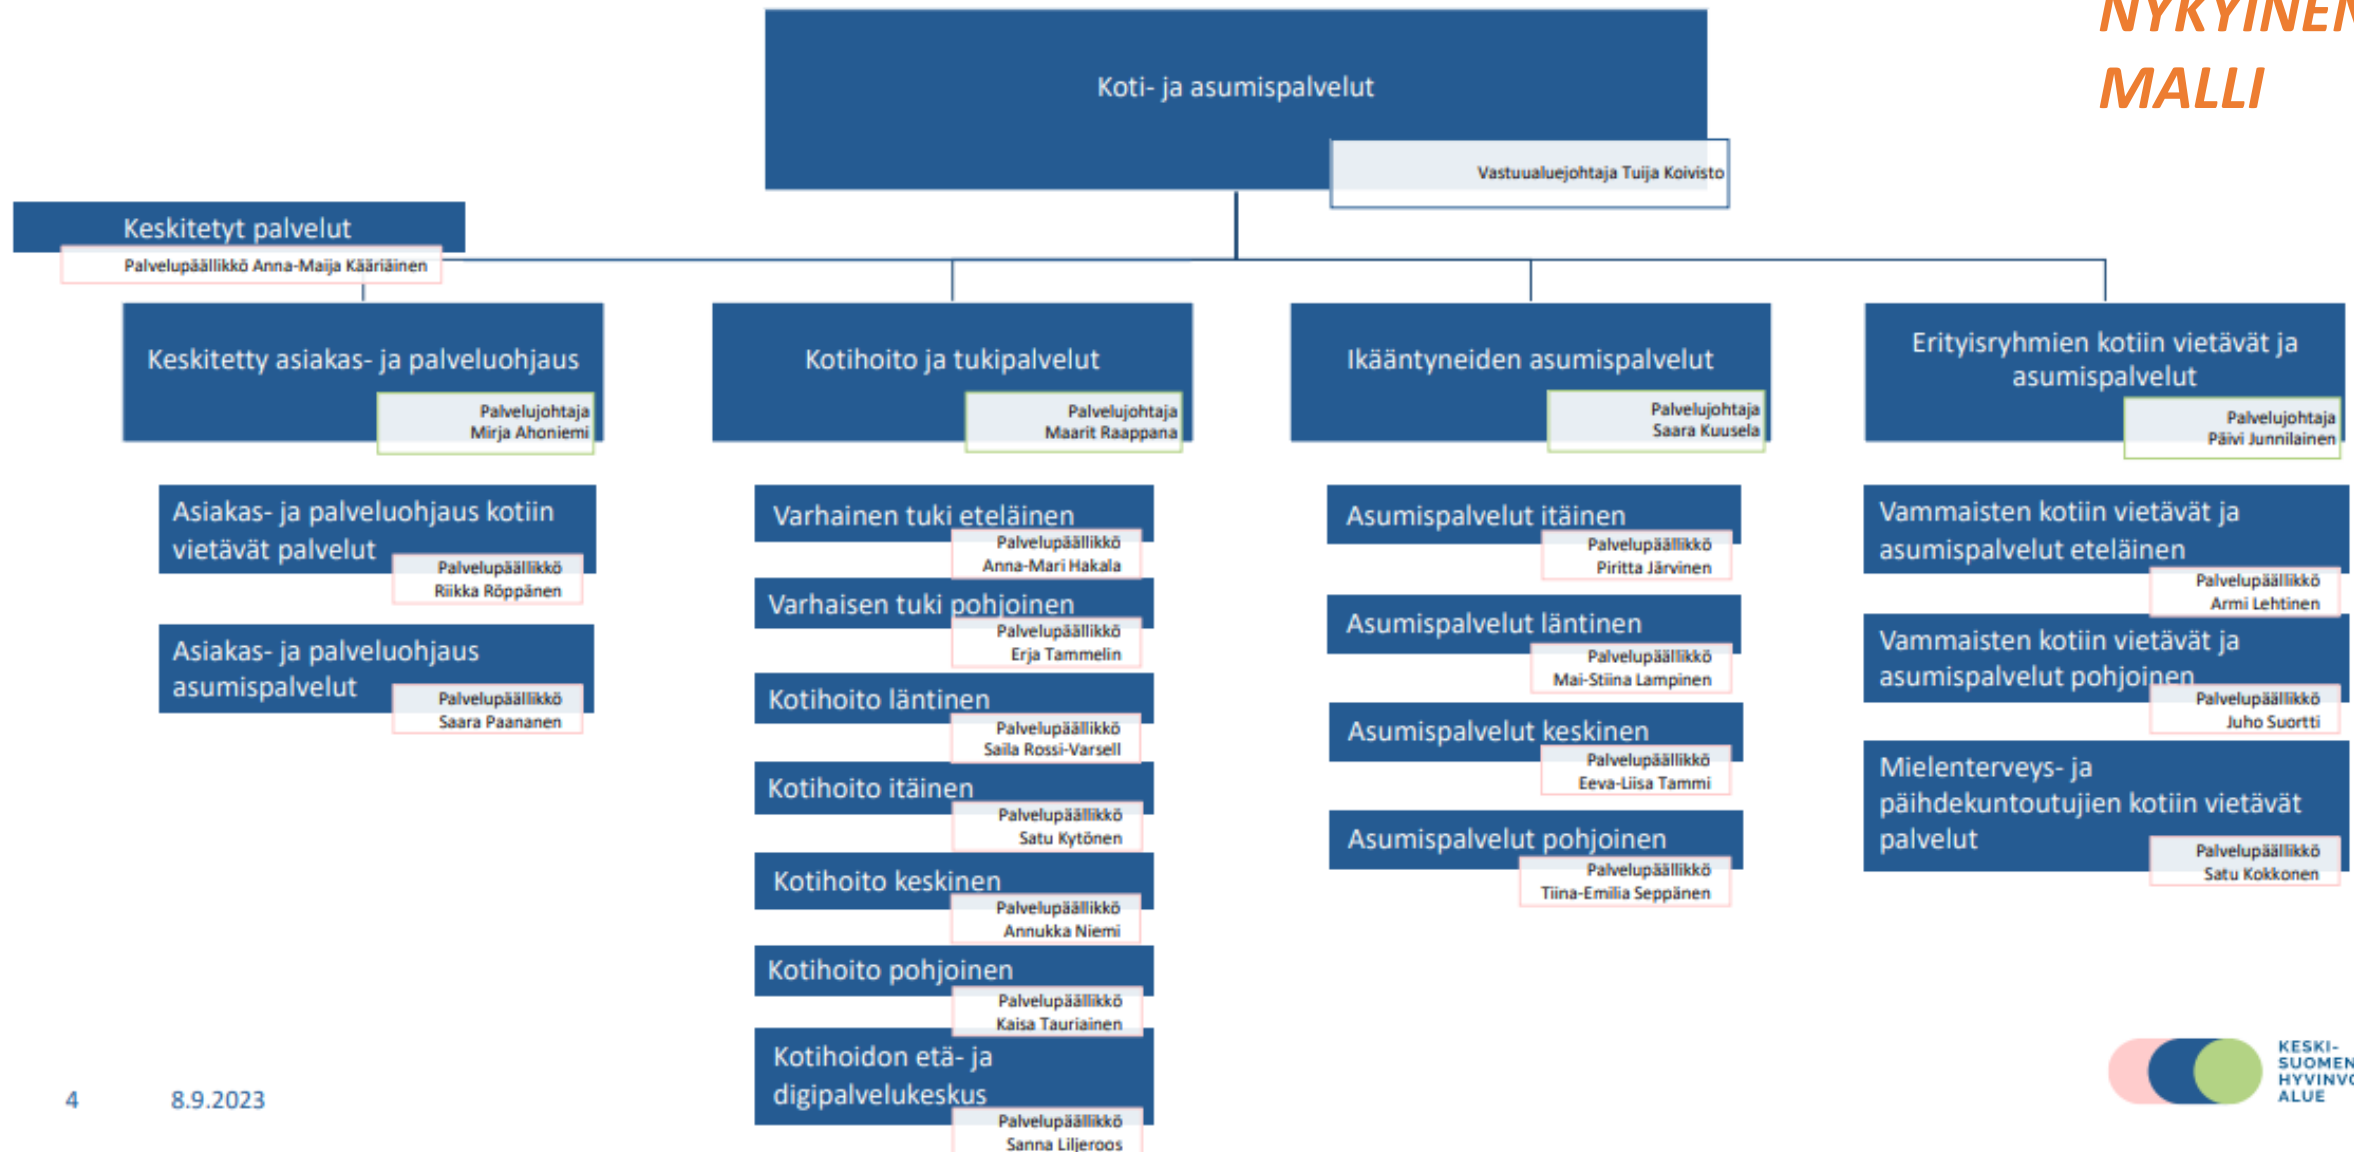 NYKYINEN
MALLI
Koti- ja asumispalvelut
Vastuualuejohtaja Tuija Koivisto
Keskitetyt palvelut
Palvelupäällikkö Anna-Maija Kääriäinen
Keskitetty asiakas- ja palveluohjaus
Palvelujohtaja
Mirja Ahoniemi
Asiakas- ja palveluohjaus kotiin
vietävät palvelut
Palvelupäällikkö
Riikka Röppänen
Asiakas- ja palveluohjaus
asumispalvelut
Palvelupäällikkö
Saara Paananen
Kotihoito ja tukipalvelut
Palvelujohtaja
Maarit Raappana
Varhainen tuki eteläinen
Palvelupäällikkö
Anna-Mari Hakala
Varhaisen tuki pohjoinen
Palvelupäällikkö
Erja Tammelin
Kotihoito läntinen
Palvelupäällikkö
Saila Rossi-Varsell
Kotihoito itäinen
Palvelupäällikkö
Satu Kytönen
Kotihoito keskinen
Palvelupäällikkö
Annukka Niemi
Kotihoito pohjoinen
Palvelupäällikkö
Kaisa Tauriainen
Kotihoidon etä- ja
digipalvelukeskus
Palvelupäällikkö
Sanna Liljeroos
Ikääntyneiden asumispalvelut
Palvelujohtaja
Saara Kuusela
Asumispalvelut itäinen
Palvelupäällikkö
Piritta Järvinen
Asumispalvelut läntinen
Palvelupäällikkö
Mai-Stiina Lampinen
Asumispalvelut keskinen
Palvelupäällikkö
Eeva-Liisa Tammi
Asumispalvelut pohjoinen
Palvelupäällikkö
Tiina-Emilia Seppänen
Erityisryhmien kotiin vietävät ja
asumispalvelut
Palvelujohtaja
Päivi Junnilainen
Vammaisten kotiin vietävät ja
asumispalvelut eteläinen
Palvelupäällikkö
Armi Lehtinen
Vammaisten kotiin vietävät ja
asumispalvelut pohjoinen
Palvelupäällikkö
Juho Suortti
Mielenterveys- ja
päihdekuntoutujien kotiin vietävät
palvelut
Palvelupäällikkö
Satu Kokkonen
4 8.9.2023
KESKI-
SUOMEN
HYVINVO
ALUE